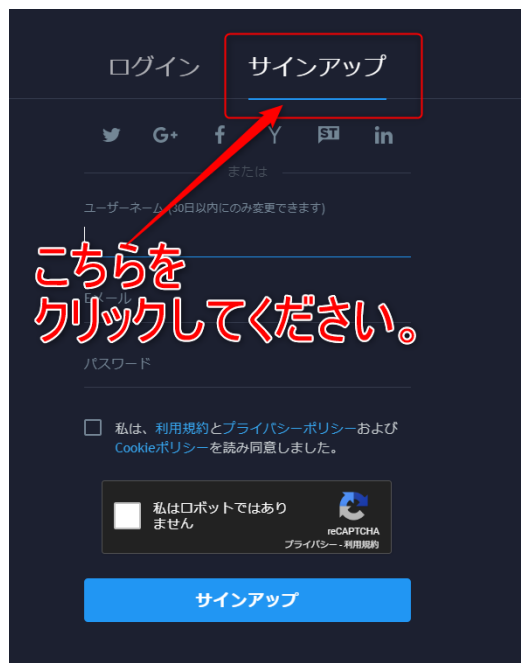 ログイン サインアップ
G+ f Y ST in
または
ユーザーネーム (30日以内にのみ変更できます)
こちらを
Eメール
クリックしてください。
パスワード
私は、利用規約とプライバシーポリシーおよび
Cookieポリシーを読み同意しました。
私はロボットではあり
ません
reCAPTCHA
プライバシー - 利用規約
サインアップ